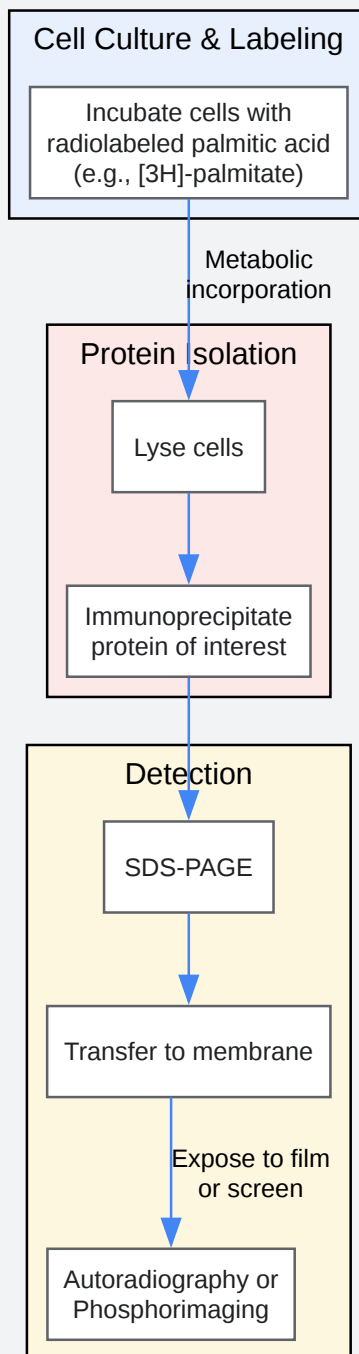 Cell Culture & Labeling
Incubate cells with
radiolabeled palmitic acid
(e.g., [3H]-palmitate)
Metabolic
incorporation
Protein Isolation
Lyse cells
Immunoprecipitate
protein of interest
Detection
SDS-PAGE
Transfer to membrane
Expose to film
or screen
Autoradiography or
Phosphorimaging